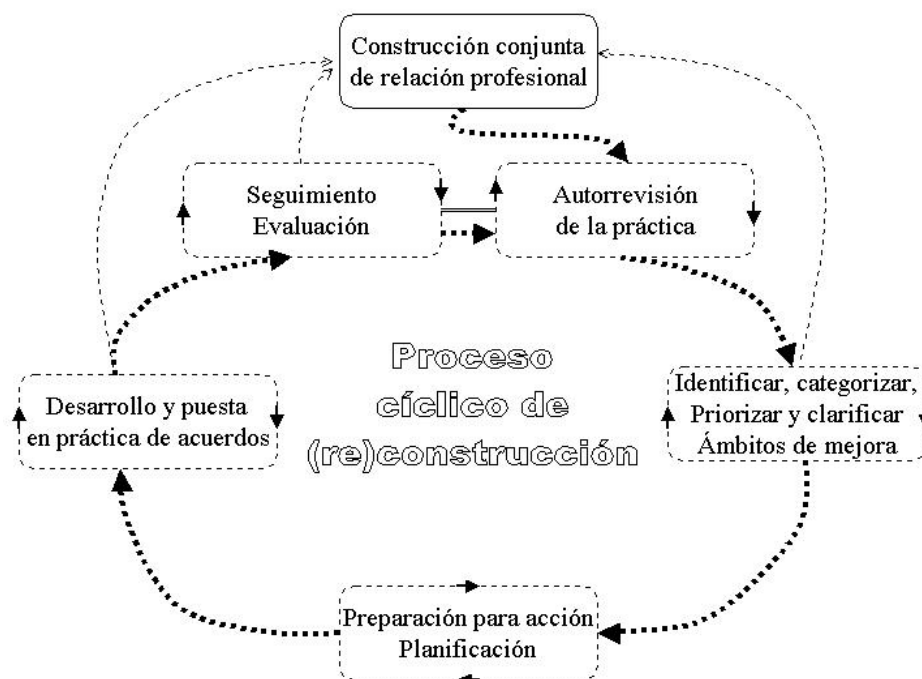 Construcción conjunta
de relación profesional
Seguimiento
Evaluación
Autorrevisión
de la práctica
Proceso
cíclico de
(re)construcción
Desarrollo y puesta
en práctica de acuerdos
Identificar, categorizar,
Priorizar y clarificar
Ámbitos de mejora
Preparación para acción
Planificación